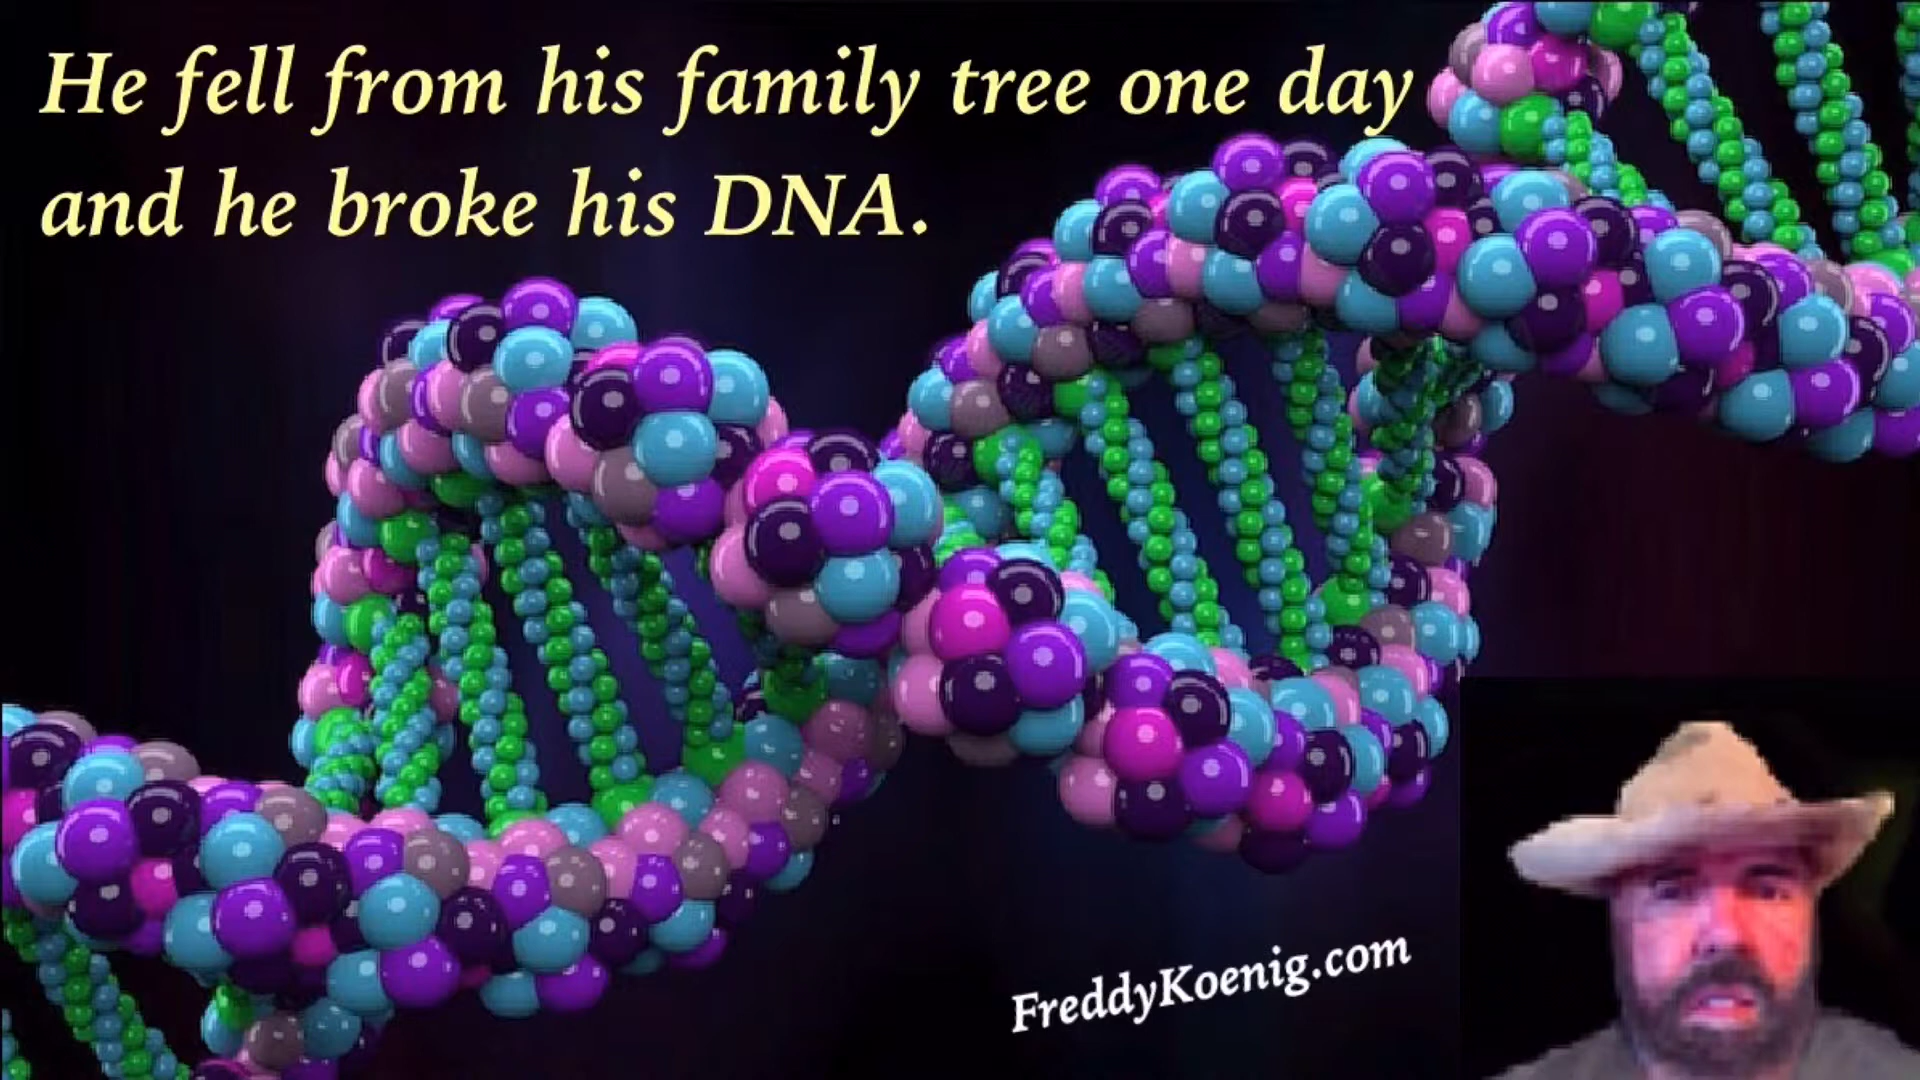 He fell from his family tree one day
and he broke his DNA.
FreddyKoenig.com